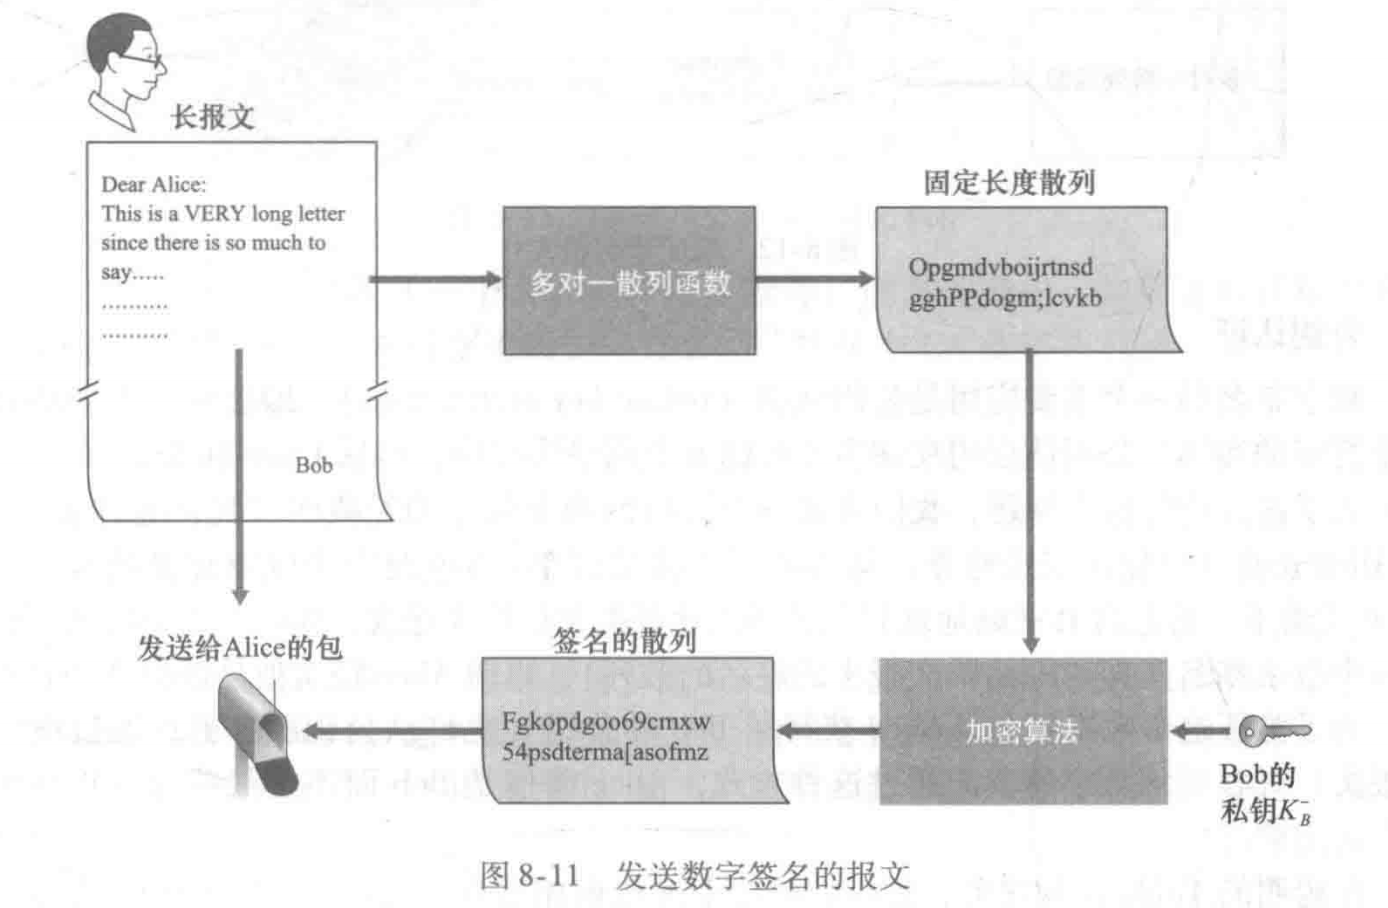 长报文
Dear Alice:
This is a VERY long letter
since there is so much to
say.....
..........
..........
Bob
多对一散列函数
固定长度散列
Opgmdvboijrtnsd
gghPPdogm;lcvkb
发送给Alice的包
签名的散列
Fgkopdgoo69cmxw
54psdterma[asofmz
加密算法
Bob的
私钥K_B^-
图 8-11 发送数字签名的报文